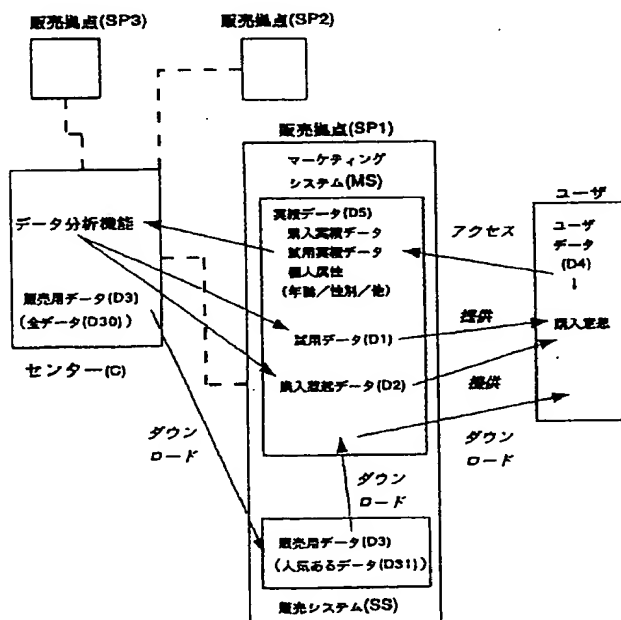 販売拠点(SP3)
販売拠点(SP2)
販売拠点(SP1)
マーケティング
システム(MS)
実績データ(D5)
購入実績データ
試用実績データ
個人属性
(年齢/性別/他)
試用データ(D1)
購入惹起データ(D2)
データ分析機能
販売用データ(D3)
(全データ(D30))
センター(C)
ユーザ
ユーザ
データ
(D4)
購入意思
アクセス
提供
提供
ダウン
ロード
ダウン
ロード
ダウン
ロード
販売用データ(D3)
(人気あるデータ(D31))
販売システム(SS)